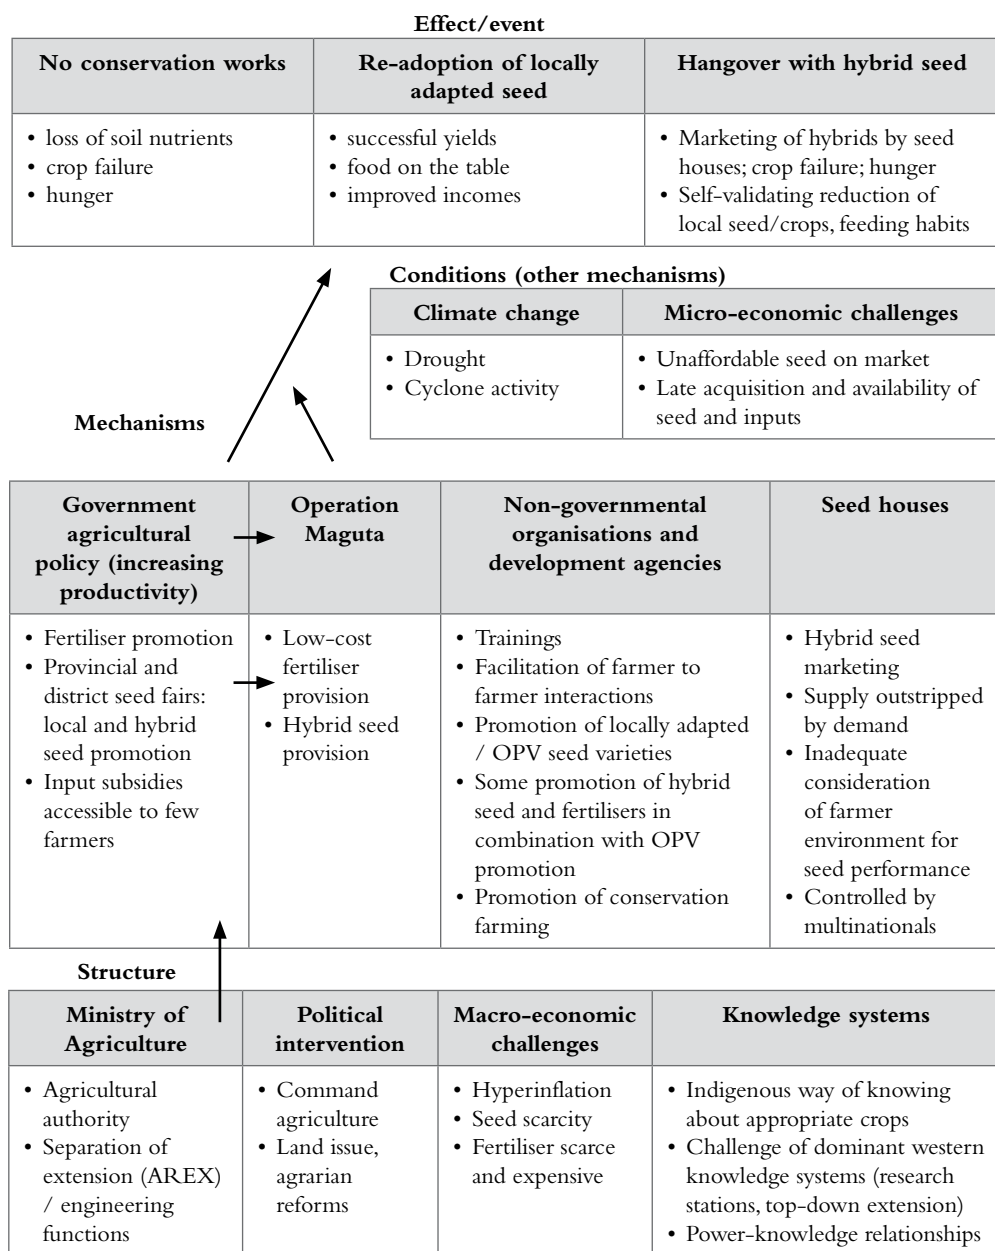 Effect/event
No conservation works
• loss of soil nutrients
• crop failure
• hunger
Re-adoption of locally
adapted seed
• successful yields
• food on the table
• improved incomes
Hangover with hybrid seed
• Marketing of hybrids by seed
houses; crop failure; hunger
• Self-validating reduction of
local seed/crops, feeding habits
Conditions (other mechanisms)
Climate change
• Drought
• Cyclone activity
Micro-economic challenges
• Unaffordable seed on market
• Late acquisition and availability of
seed and inputs
Mechanisms
Government
agricultural
policy (increasing
productivity)
• Fertiliser promotion
• Provincial and
district seed fairs:
local and hybrid
seed promotion
• Input subsidies
accessible to few
farmers
Operation
Maguta
• Low-cost
fertiliser
provision
• Hybrid seed
provision
Non-governmental
organisations and
development agencies
• Trainings
• Facilitation of farmer to
farmer interactions
• Promotion of locally adapted
/ OPV seed varieties
• Some promotion of hybrid
seed and fertilisers in
combination with OPV
promotion
• Promotion of conservation
farming
Seed houses
• Hybrid seed
marketing
• Supply outstripped
by demand
• Inadequate
consideration
of farmer
environment for
seed performance
• Controlled by
multinationals
Structure
Ministry of
Agriculture
• Agricultural
authority
• Separation of
extension (AREX)
/ engineering
functions
Political
intervention
• Command
agriculture
• Land issue,
agrarian
reforms
Macro-economic
challenges
• Hyperinflation
• Seed scarcity
• Fertiliser scarce
and expensive
Knowledge systems
• Indigenous way of knowing
about appropriate crops
• Challenge of dominant western
knowledge systems (research
stations, top-down extension)
• Power-knowledge relationships